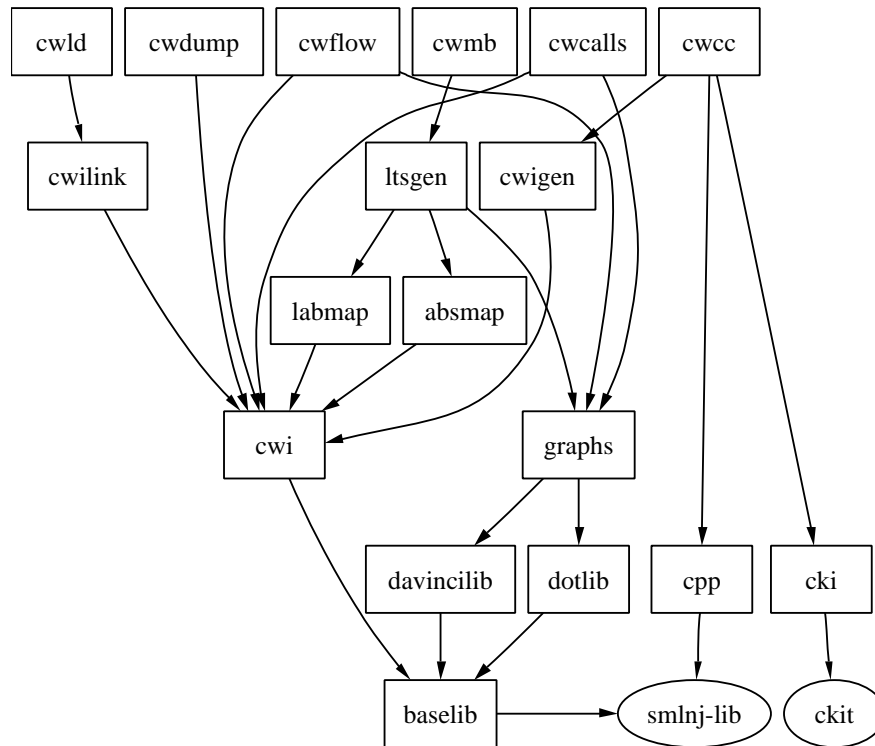 cwld
cwdump
cwflow
cwmb
cwcalls
cwcc
cwilink
ltsgen
cwigen
labmap
absmap
cwi
graphs
davincilib
dotlib
cpp
cki
baselib
smlnj-lib
ckit